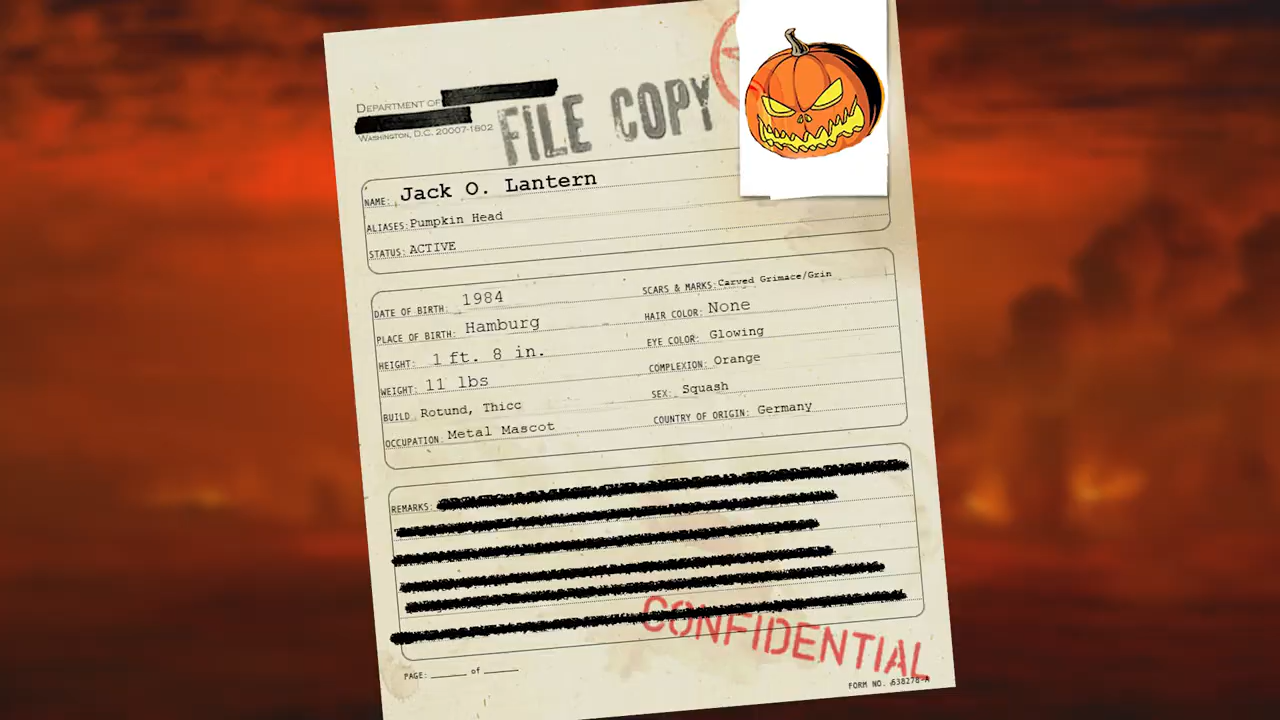 DEPARTMENT OF
WASHINGTON, D.C. 20007-1802
FILE COPY
NAME: Jack O. Lantern
ALIASES: Pumpkin Head
STATUS: ACTIVE
DATE OF BIRTH: 1984
PLACE OF BIRTH: Hamburg
HEIGHT: 1 ft. 8 in.
WEIGHT: 11 lbs
BUILD Rotund, Thicc
OCCUPATION: Metal Mascot
SCARS & MARKS: Carved Grimace/Grin
HAIR COLOR: None
EYE COLOR: Glowing
COMPLEXION: Orange
SEX: Squash
COUNTRY OF ORIGIN: Germany
REMARKS:
CONFIDENTIAL
PAGE: ______ of ______
FORM NO. 538276-A